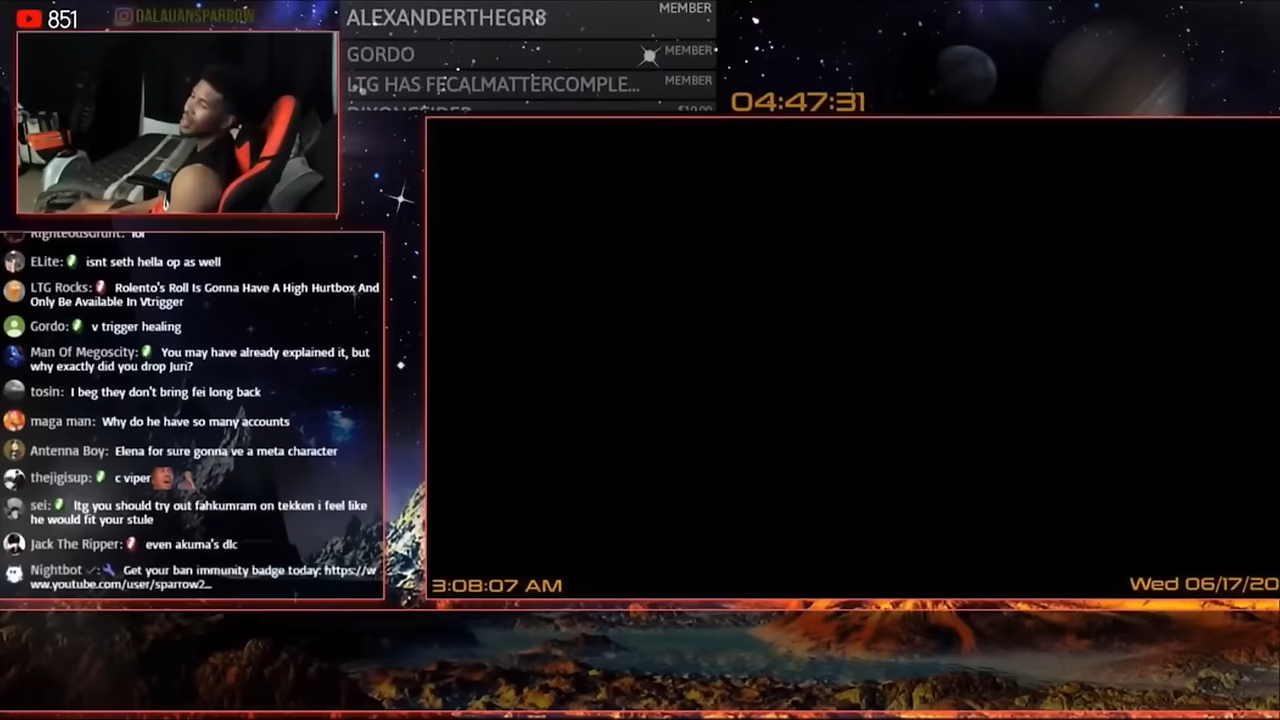 851
DALAUANSPARROW
ALEXANDERTHEGR8
MEMBER
GORDO
MEMBER
LTG HAS FECALMATTERCOMPLE...
MEMBER
$19.99
04:47:31
RighteousGrunt: lol
ELite: isnt seth hella op as well
LTG Rocks: Rolento's Roll Is Gonna Have A High Hurtbox And
Only Be Available In Vtrigger
Gordo: v trigger healing
Man Of Megoscity: You may have already explained it, but
why exactly did you drop Juri?
tosin: I beg they don't bring fei long back
maga man: Why do he have so many accounts
Antenna Boy: Elena for sure gonna ve a meta character
thejigisup: c viper
sei: ltg you should try out fahkumram on tekken i feel like
he would fit your stule
Jack The Ripper: even akuma's dlc
Nightbot ✓: Get your ban immunity badge today: https://w
ww.youtube.com/user/sparrow2...
3:08:07 AM
Wed 06/17/20